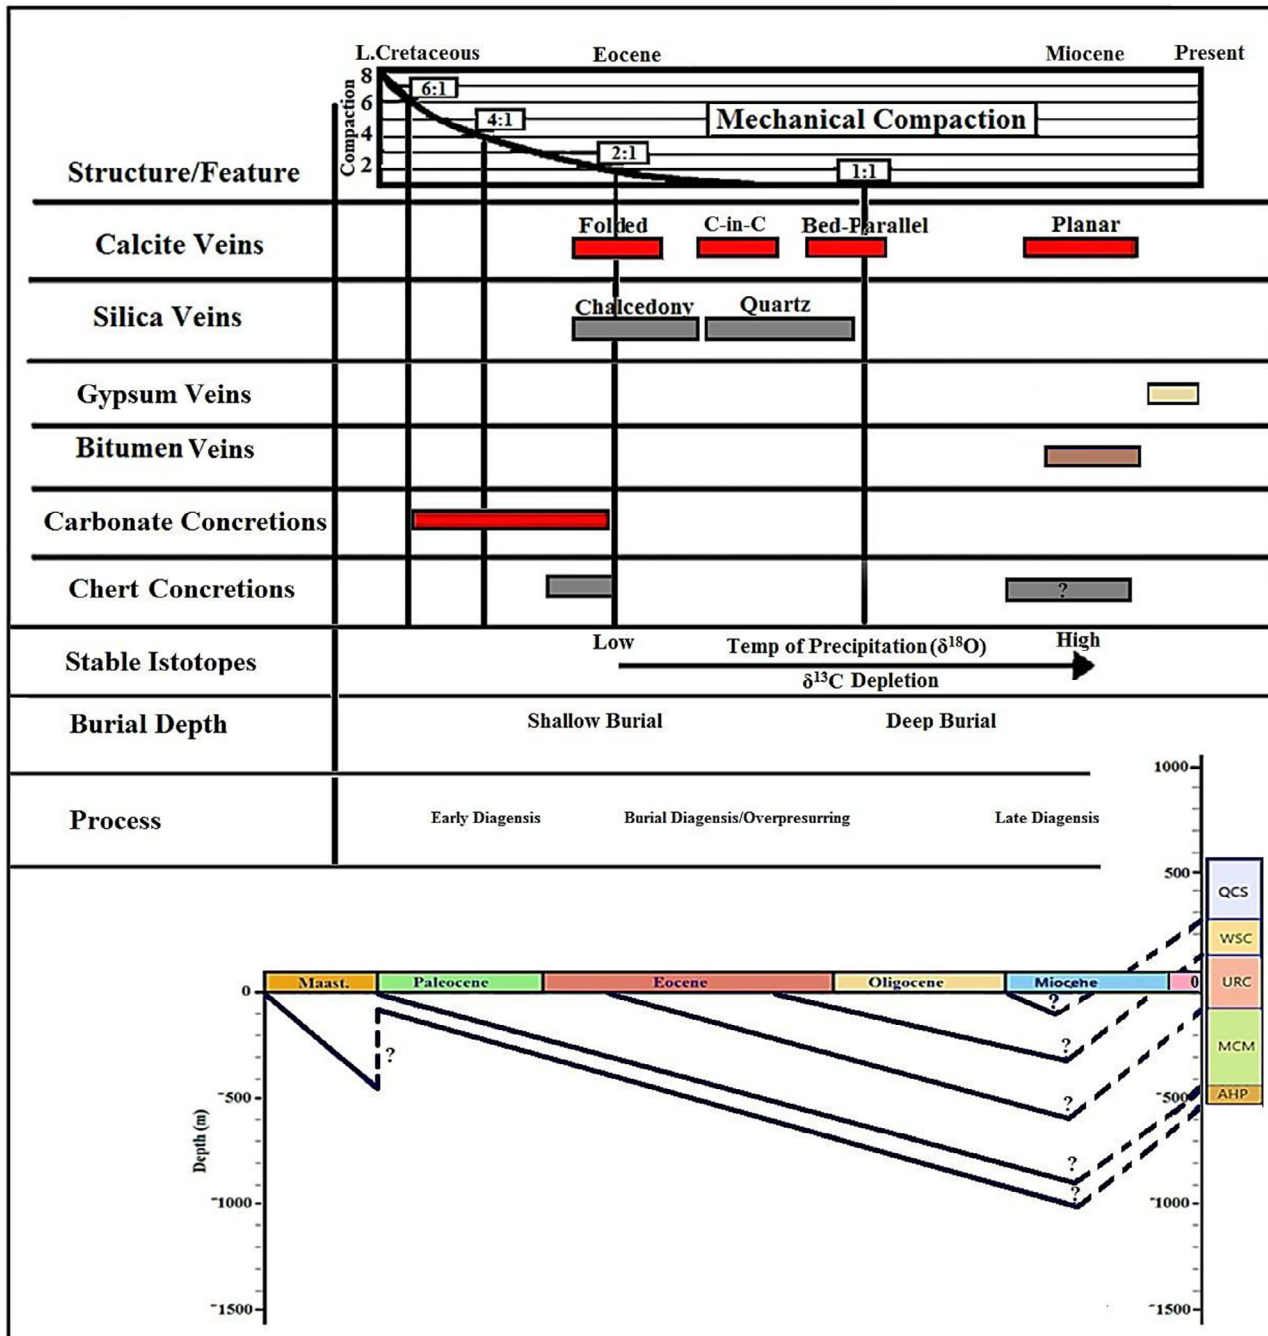 L.Cretaceous Eocene Miocene Present
8
6
4
2
Compaction
6:1
4:1
2:1
1:1
Mechanical Compaction
Structure/Feature
Calcite Veins
Folded C-in-C Bed-Parallel Planar
Silica Veins
Chalcedony Quartz
Gypsum Veins
Bitumen Veins
Carbonate Concretions
Chert Concretions
?
Stable Istotopes
Low Temp of Precipitation (δ¹⁸O) High
δ¹³C Depletion
Burial Depth
Shallow Burial Deep Burial
Process
Early Diagensis Burial Diagensis/Overpresurring Late Diagensis
1000
500
0
-500
-1000
QCS
WSC
URC
MCM
AHP
-1500
Maast. Paleocene Eocene Oligocene Miocene
0
-500
-1000
-1500
Depth (m)
?
?
?
?
?
?